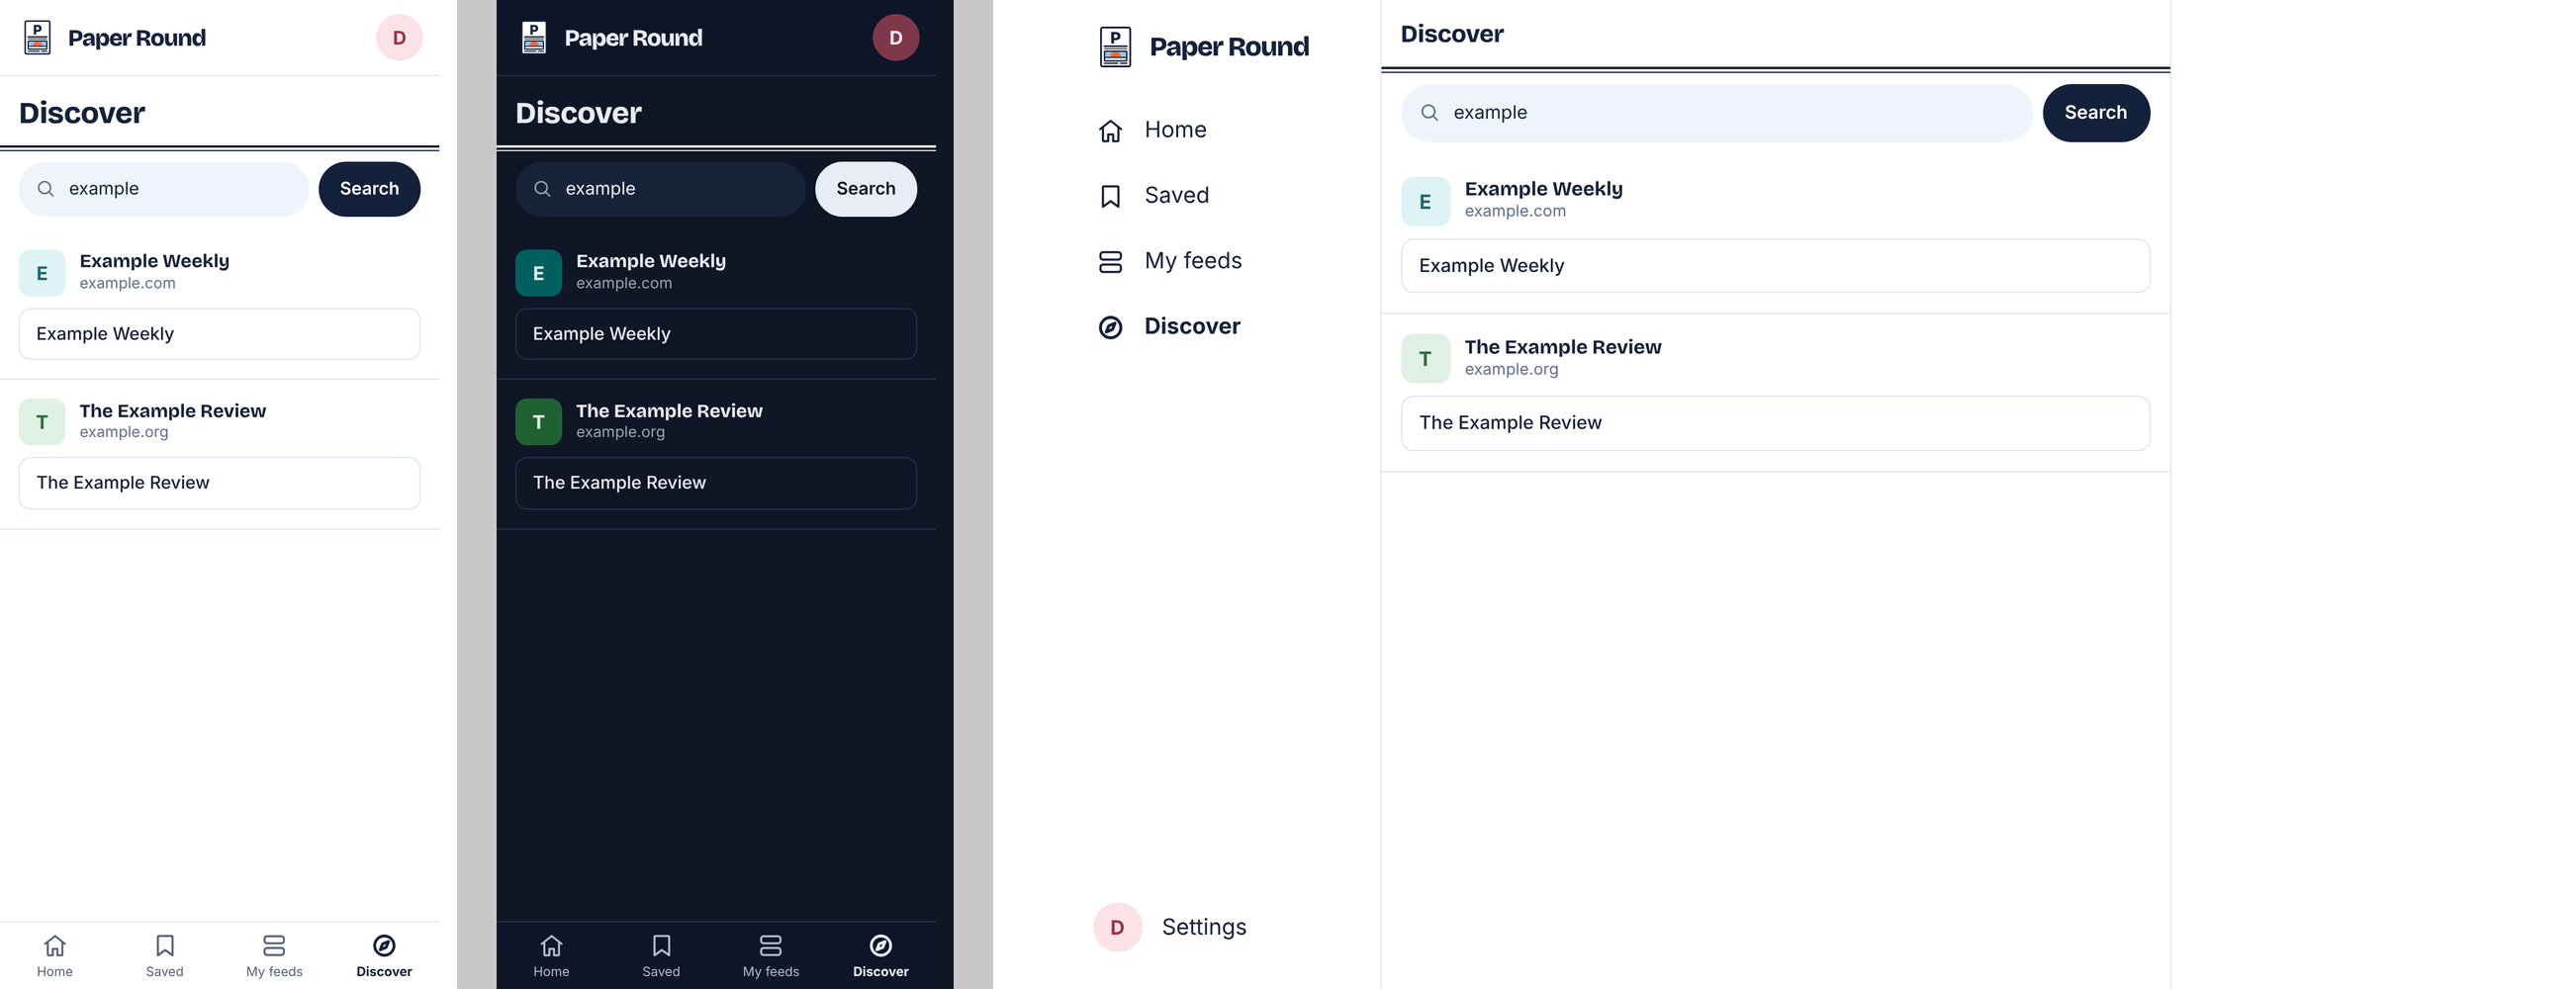 P
Paper Round
D
Discover
example
Search
E
Example Weekly
example.com
Example Weekly
T
The Example Review
example.org
The Example Review
Home
Saved
My feeds
Discover
P
Paper Round
D
Discover
example
Search
E
Example Weekly
example.com
Example Weekly
T
The Example Review
example.org
The Example Review
Home
Saved
My feeds
Discover
P
Paper Round
Home
Saved
My feeds
Discover
D
Settings
Discover
example
Search
E
Example Weekly
example.com
Example Weekly
T
The Example Review
example.org
The Example Review